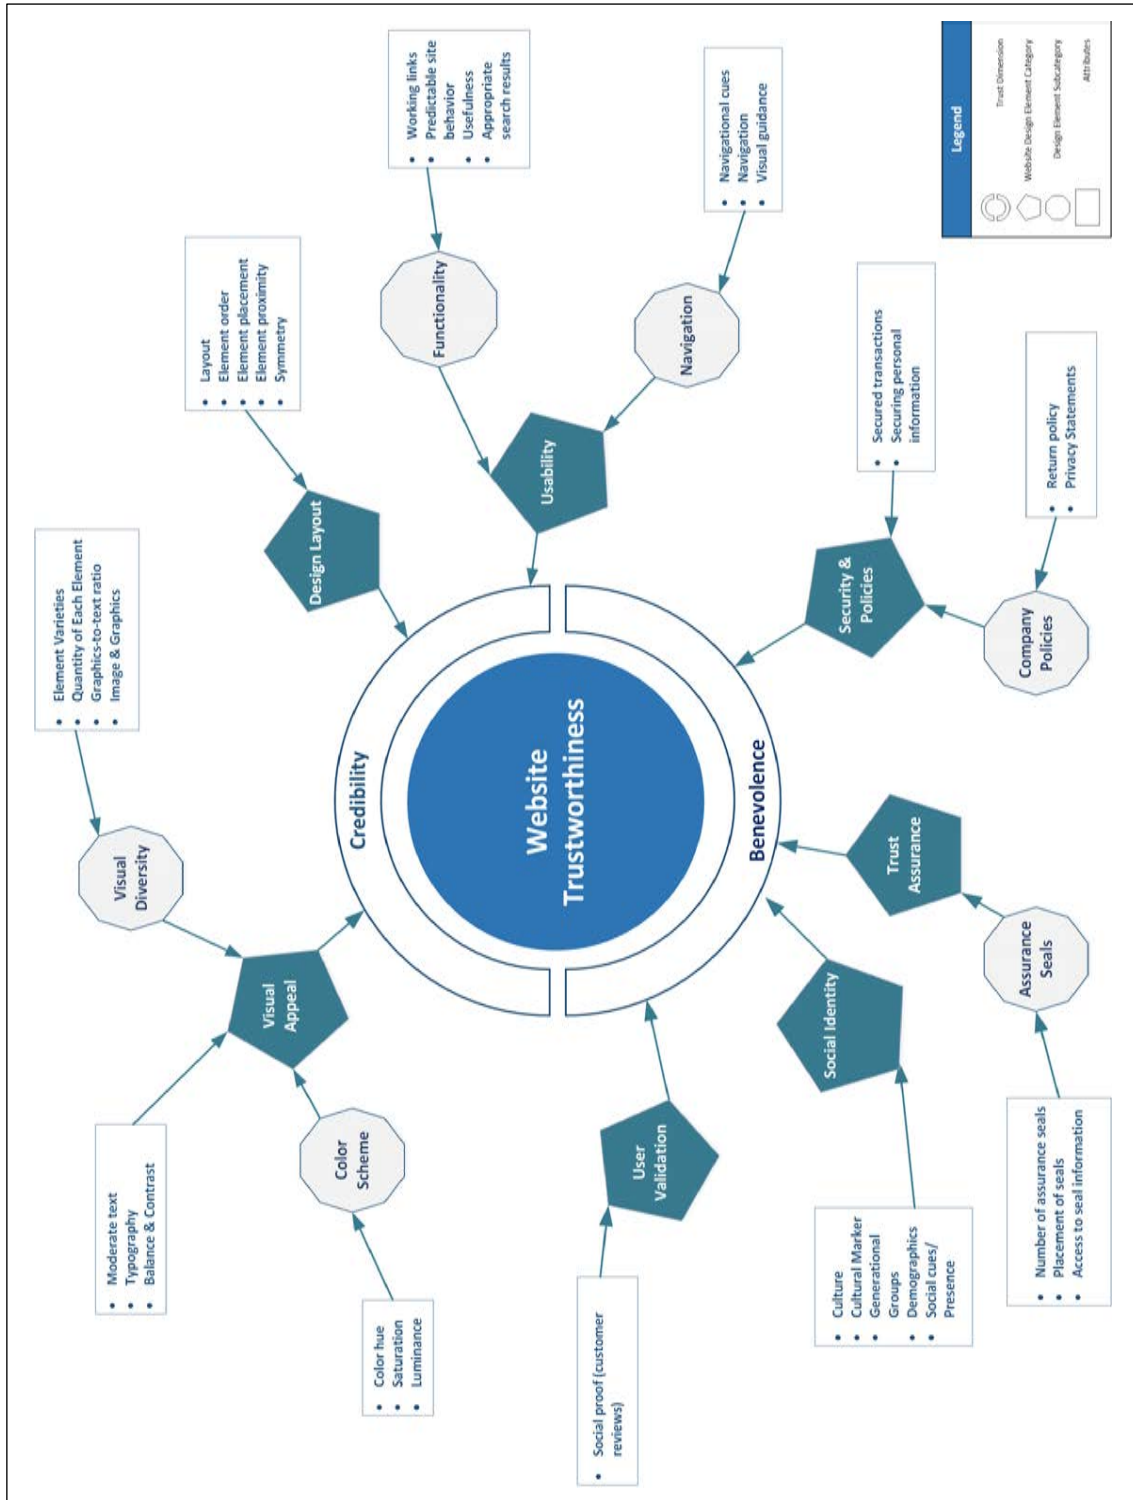 • Moderate text
• Typography
• Balance & Contrast
• Color hue
• Saturation
• Luminance
Color
Scheme
Visual
Appeal
Visual
Diversity
• Element Varieties
• Quantity of Each Element
• Graphics-to-text ratio
• Image & Graphics
Design Layout
• Layout
• Element order
• Element placement
• Element proximity
• Symmetry
Usability
Functionality
• Working links
• Predictable site
behavior
• Usefulness
• Appropriate
search results
Navigation
• Navigational cues
• Navigation
• Visual guidance
Credibility
Website
Trustworthiness
Benevolence
• Social proof (customer
reviews)
User
Validation
• Culture
• Cultural Marker
• Generational
Groups
• Demographics
• Social cues/
Presence
Social Identity
• Number of assurance seals
• Placement of seals
• Access to seal information
Assurance
Seals
Trust
Assurance
Security &
Policies
• Secured transactions
• Securing personal
information
Company
Policies
• Return policy
• Privacy Statements
Legend
Trust Dimension
Website Design Element Category
Design Element Subcategory
Attributes